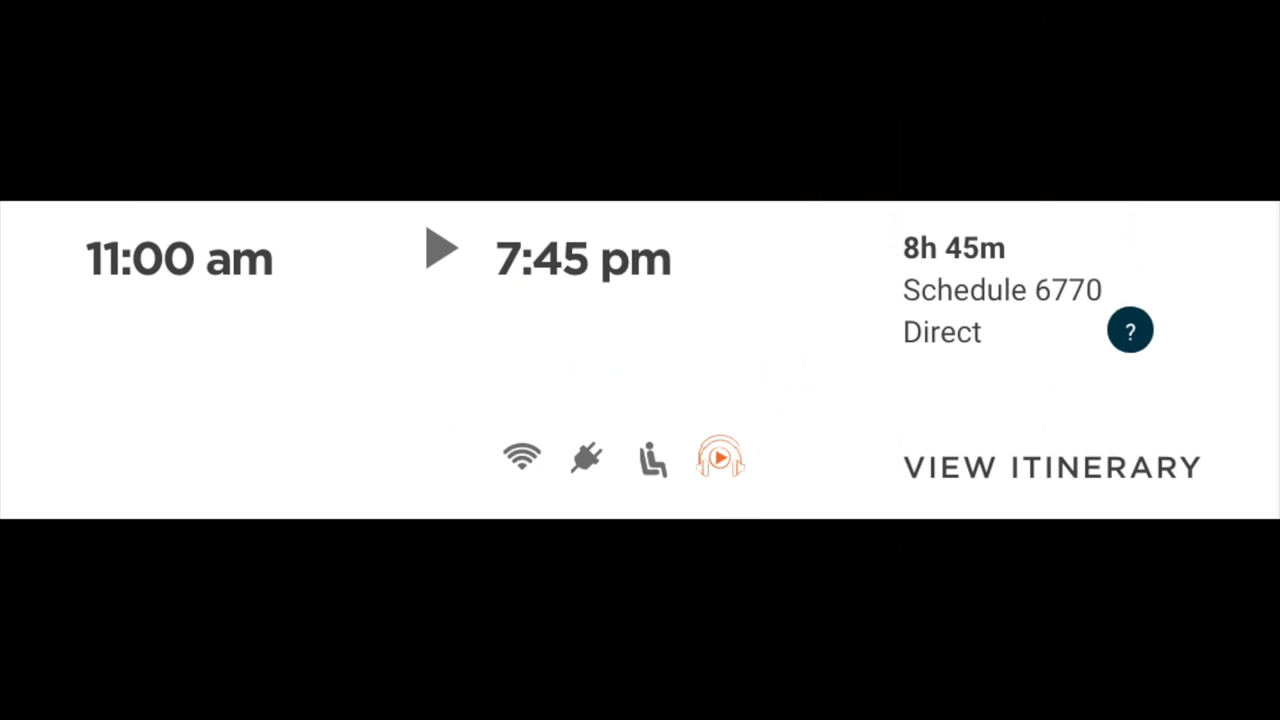 11:00 am
7:45 pm
8h 45m
Schedule 6770
Direct
?
VIEW ITINERARY